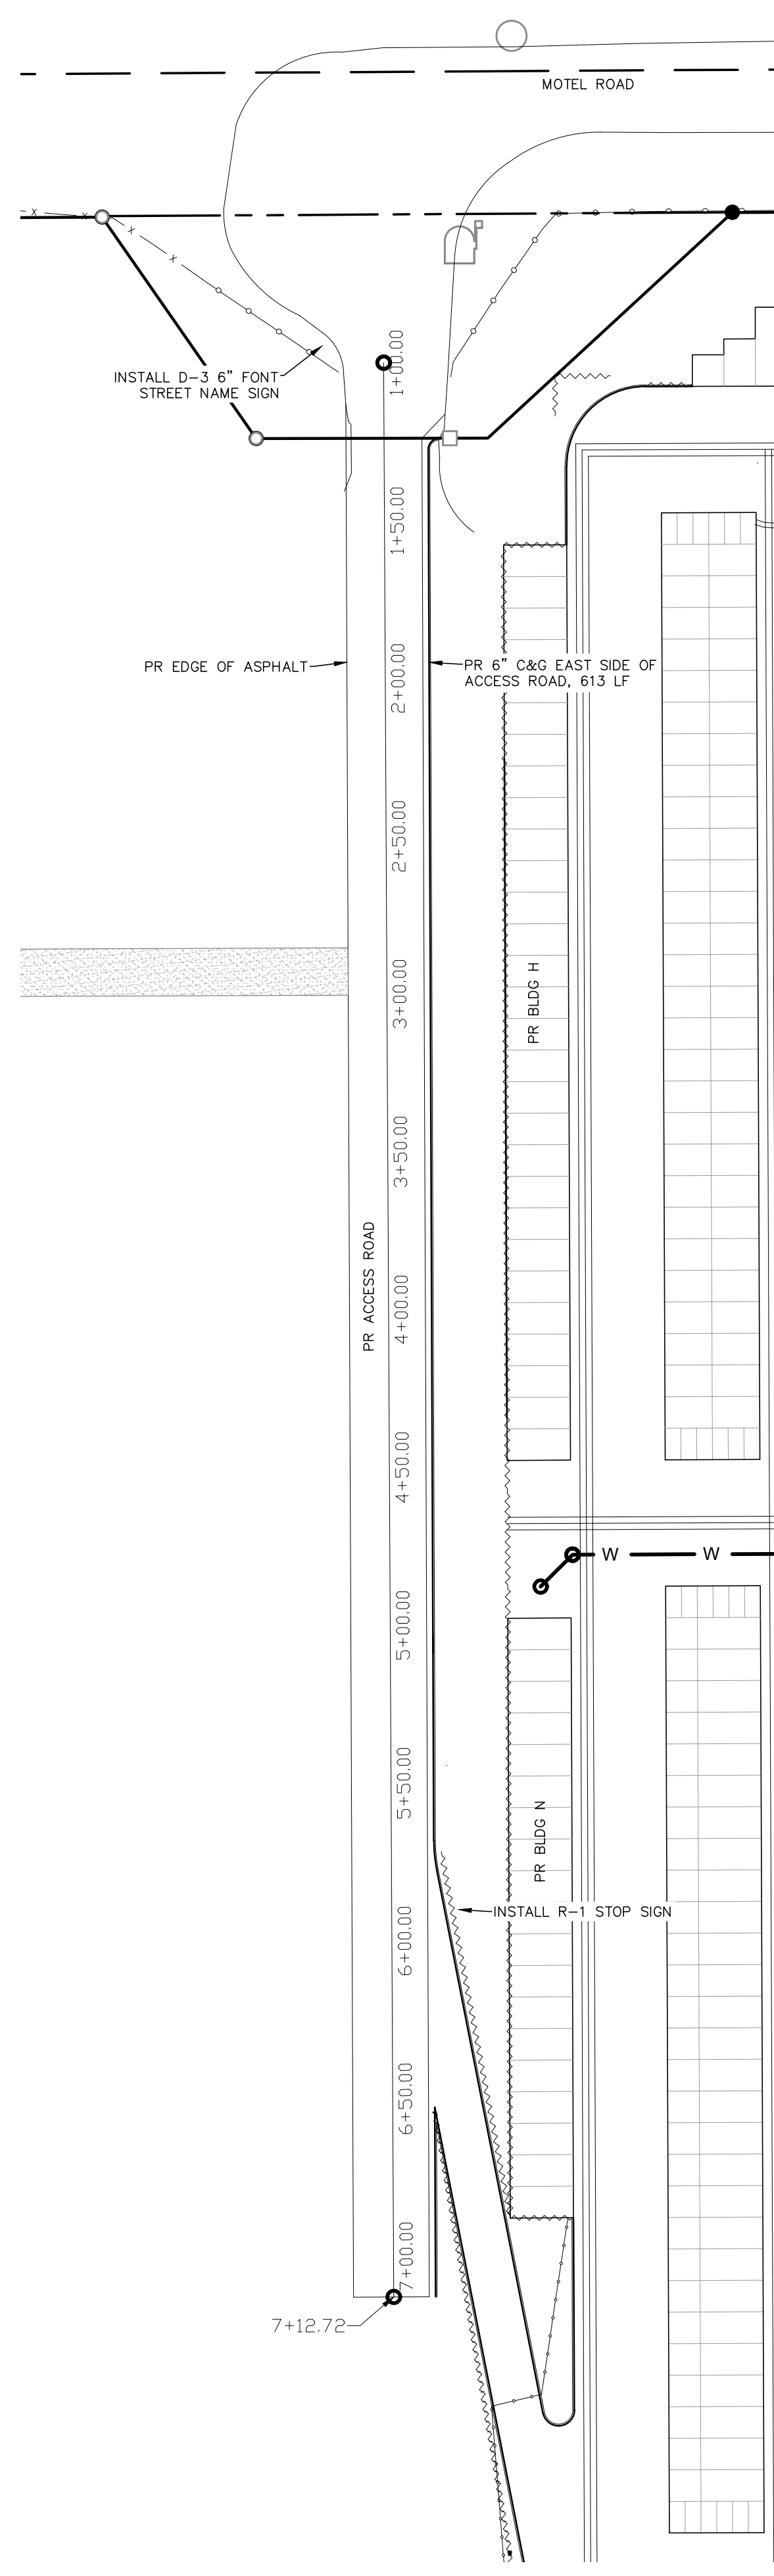 MOTEL ROAD
X
X
X
X
1+00.00
INSTALL D-3 6" FONT
STREET NAME SIGN
1+50.00
PR EDGE OF ASPHALT
PR 6" C&G EAST SIDE OF
ACCESS ROAD, 613 LF
2+00.00
2+50.00
PR BLDG H
3+00.00
3+50.00
PR ACCESS ROAD
4+00.00
4+50.00
W
W
5+00.00
5+50.00
PR BLDG N
INSTALL R-1 STOP SIGN
6+00.00
6+50.00
7+00.00
7+12.72